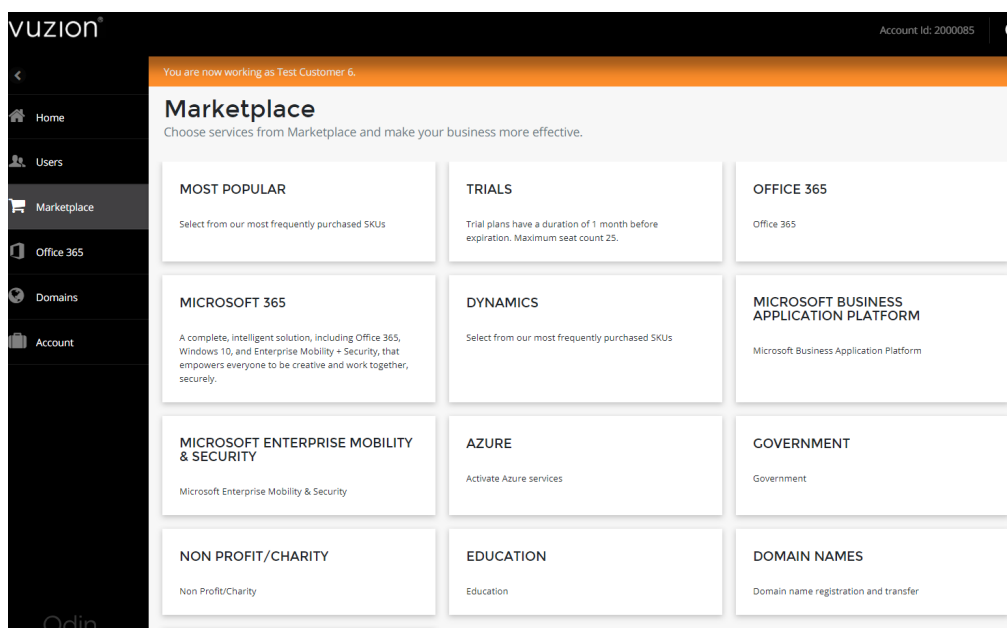 vuzion®
Account Id: 2000085
You are now working as Test Customer 6.
Home
Users
Marketplace
Office 365
Domains
Account
Odin
Marketplace
Choose services from Marketplace and make your business more effective.
MOST POPULAR
Select from our most frequently purchased SKUs
TRIALS
Trial plans have a duration of 1 month before
expiration. Maximum seat count 25.
OFFICE 365
Office 365
MICROSOFT 365
A complete, intelligent solution, including Office 365,
Windows 10, and Enterprise Mobility + Security, that
empowers everyone to be creative and work together,
securely.
DYNAMICS
Select from our most frequently purchased SKUs
MICROSOFT BUSINESS
APPLICATION PLATFORM
Microsoft Business Application Platform
MICROSOFT ENTERPRISE MOBILITY
& SECURITY
Microsoft Enterprise Mobility & Security
AZURE
Activate Azure services
GOVERNMENT
Government
NON PROFIT/CHARITY
Non Profit/Charity
EDUCATION
Education
DOMAIN NAMES
Domain name registration and transfer